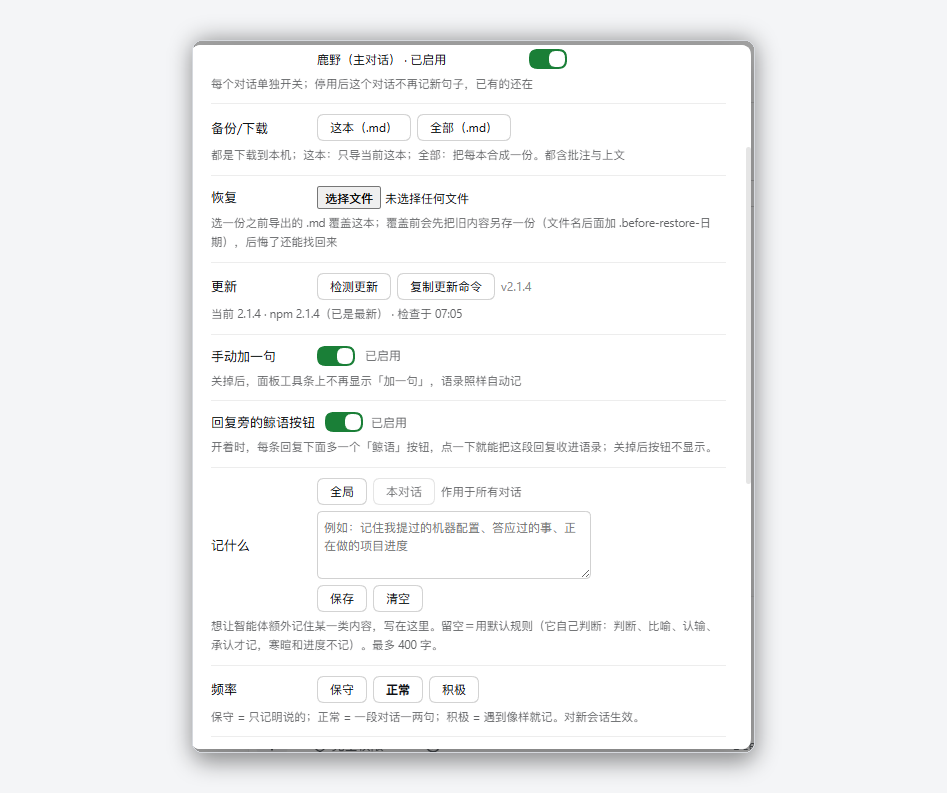 鹿野（主对话） · 已启用
每个对话单独开关；停用后这个对话不再记新句子，已有的还在
备份/下载 这本（.md） 全部（.md）
都是下载到本机；这本：只导当前这本；全部：把每本合成一份。都含批注与上文
恢复 选择文件 未选择任何文件
选一份之前导出的 .md 覆盖这本；覆盖前会先把旧内容另存一份（文件名后面加 .before-restore-日
期），后悔了还能找回来
更新 检测更新 复制更新命令 v2.1.4
当前 2.1.4 · npm 2.1.4（已是最新） · 检查于 07:05
手动加一句 已启用
关掉后，面板工具条上不再显示「加一句」，语录照样自动记
回复旁的鲸语按钮 已启用
开着时，每条回复下面多一个「鲸语」按钮，点一下就能把这段回复收进语录；关掉后按钮不显示。
全局 本对话 作用于所有对话
记什么
例如：记住我提过的机器配置、答应过的事、正
在做的项目进度
保存 清空
想让智能体额外记住某一类内容，写在这里。留空＝用默认规则（它自己判断：判断、比喻、认输、
承认才记，寒暄和进度不记）。最多 400 字。
频率 保守 正常 积极
保守 = 只记明说的；正常 = 一段对话一两句；积极 = 遇到像样就记。对新会话生效。